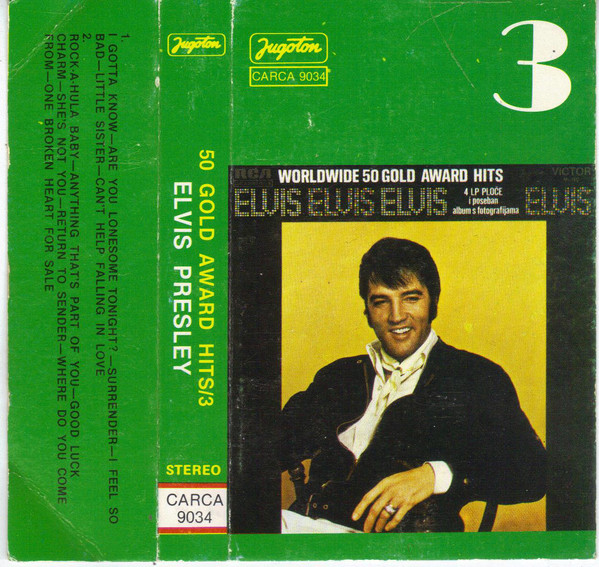 1.
I GOTTA KNOW—ARE YOU LONESOME TONIGHT?—SURRENDER—I FEEL SO
BAD—LITTLE SISTER—CAN'T HELP FALLING IN LOVE
2.
ROCK-A-HULA BABY—ANYTHING THAT'S PART OF YOU—GOOD LUCK
CHARM—SHE'S NOT YOU—RETURN TO SENDER—WHERE DO YOU COME
FROM—ONE BROKEN HEART FOR SALE
Jugoton
50 GOLD AWARD HITS/3
ELVIS PRESLEY
STEREO
CARCA
9034
Jugoton
CARCA 9034
3
RCA
VICTOR
WORLDWIDE 50 GOLD AWARD HITS
ELVIS ELVIS ELVIS
4 LP PLOČE
i poseban
album s fotografijama
ELVIS